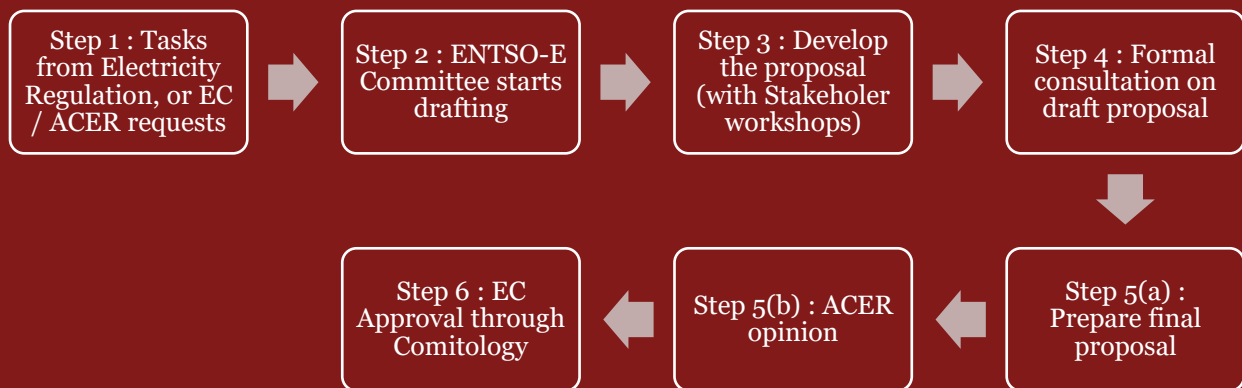 Step 1 : Tasks
from Electricity
Regulation, or EC
/ ACER requests
Step 2 : ENTSO-E
Committee starts
drafting
Step 3 : Develop
the proposal
(with Stakeholer
workshops)
Step 4 : Formal
consultation on
draft proposal
Step 5(a) :
Prepare final
proposal
Step 5(b) : ACER
opinion
Step 6 : EC
Approval through
Comitology